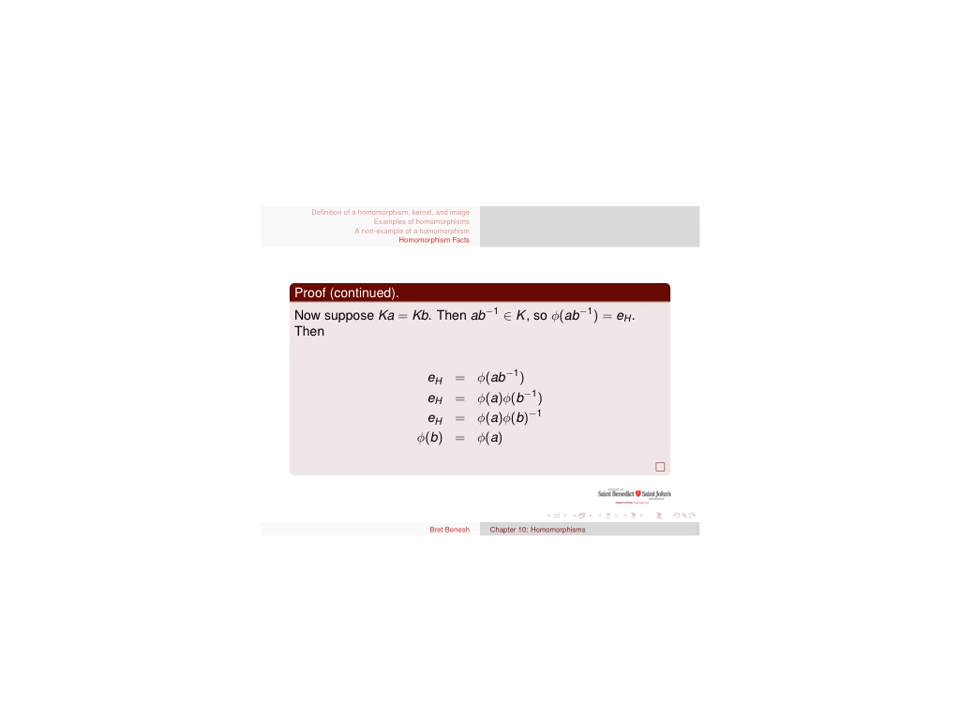 Definition of a homomorphism, kernel, and image
Examples of homomorphisms
A non-example of a homomorphism
Homomorphism Facts
Proof (continued).
Now suppose Ka = Kb. Then ab⁻¹ ∈ K, so ϕ(ab⁻¹) = e_H.
Then
e_H = ϕ(ab⁻¹)
e_H = ϕ(a)ϕ(b⁻¹)
e_H = ϕ(a)ϕ(b)⁻¹
ϕ(b) = ϕ(a)
Saint Benedict Saint John's
Bret Benesh Chapter 10: Homomorphisms